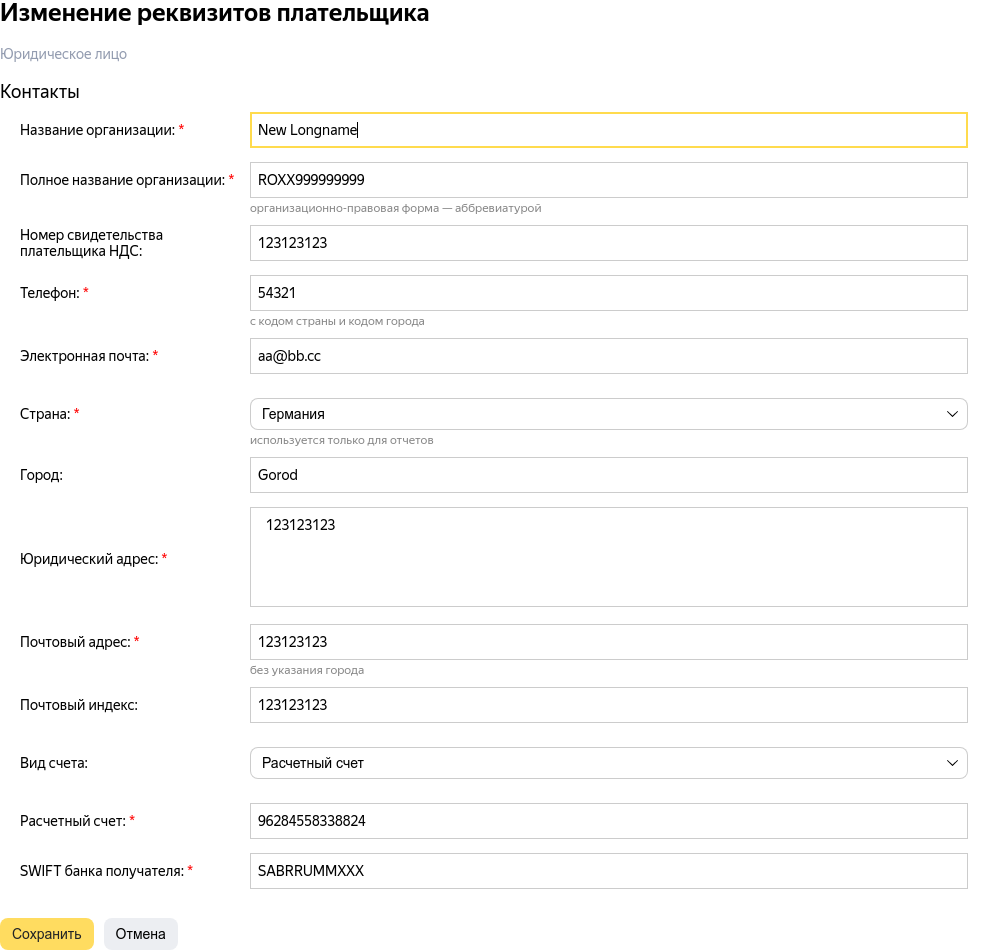 Изменение реквизитов плательщика
Юридическое лицо
Контакты
Название организации: * New Longname
Полное название организации: * ROXX999999999
организационно-правовая форма — аббревиатурой
Номер свидетельства
плательщика НДС: 123123123
Телефон: * 54321
с кодом страны и кодом города
Электронная почта: * aa@bb.cc
Страна: * Германия
используется только для отчетов
Город: Gorod
Юридический адрес: * 123123123
Почтовый адрес: * 123123123
без указания города
Почтовый индекс: 123123123
Вид счета: Расчетный счет
Расчетный счет: * 96284558338824
SWIFT банка получателя: * SABRRUMMXXX
Сохранить Отмена